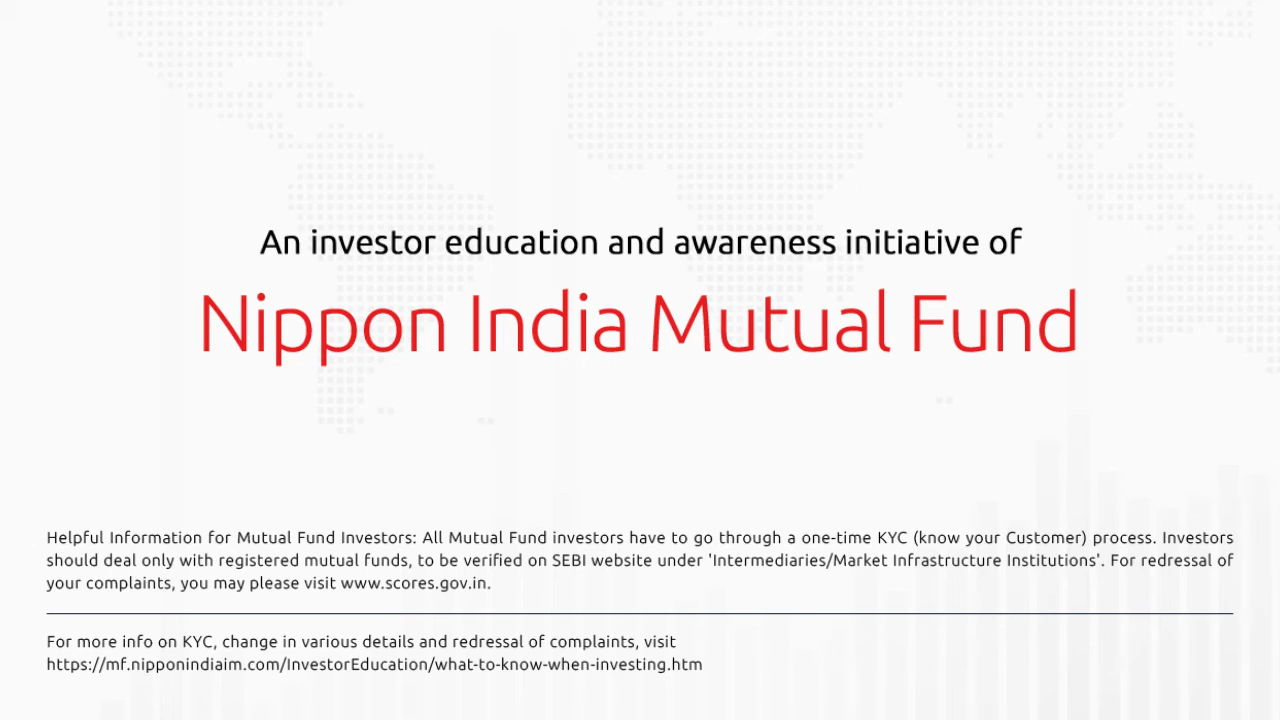 An investor education and awareness initiative of
Nippon India Mutual Fund
Helpful Information for Mutual Fund Investors: All Mutual Fund investors have to go through a one-time KYC (know your Customer) process. Investors
should deal only with registered mutual funds, to be verified on SEBI website under 'Intermediaries/Market Infrastructure Institutions'. For redressal of
your complaints, you may please visit www.scores.gov.in.
For more info on KYC, change in various details and redressal of complaints, visit
https://mf.nipponindiaim.com/InvestorEducation/what-to-know-when-investing.htm